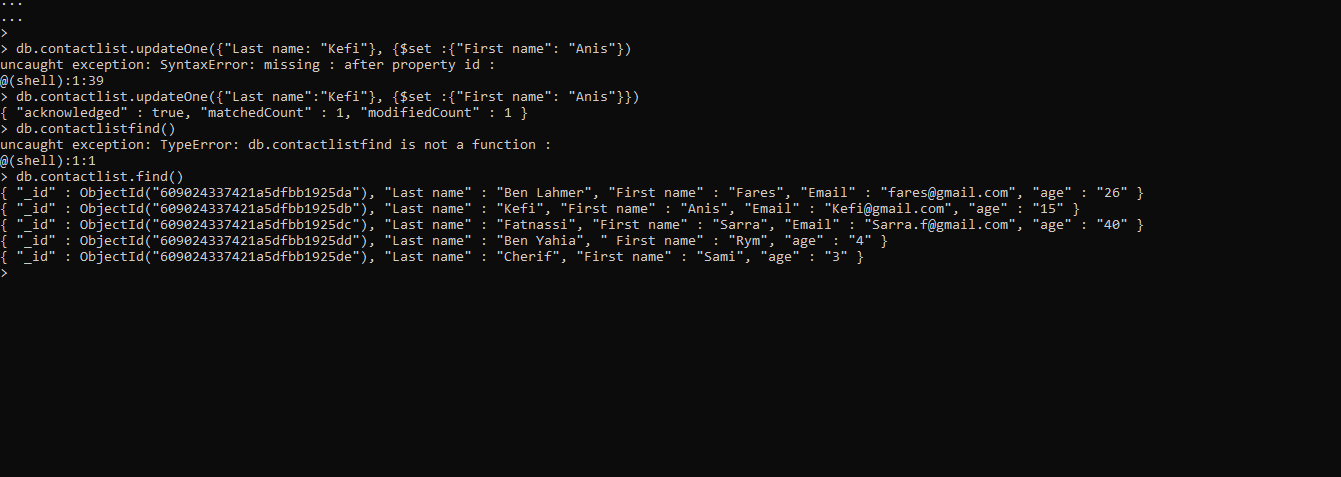 ...
...
>
> db.contactlist.updateOne({"Last name: "Kefi"}, {$set :{"First name": "Anis"})
uncaught exception: SyntaxError: missing : after property id :
@(shell):1:39
> db.contactlist.updateOne({"Last name":"Kefi"}, {$set :{"First name": "Anis"}})
{ "acknowledged" : true, "matchedCount" : 1, "modifiedCount" : 1 }
> db.contactlistfind()
uncaught exception: TypeError: db.contactlistfind is not a function :
@(shell):1:1
> db.contactlist.find()
{ "_id" : ObjectId("609024337421a5dfbb1925da"), "Last name" : "Ben Lahmer", "First name" : "Fares", "Email" : "fares@gmail.com", "age" : "26" }
{ "_id" : ObjectId("609024337421a5dfbb1925db"), "Last name" : "Kefi", "First name" : "Anis", "Email" : "Kefi@gmail.com", "age" : "15" }
{ "_id" : ObjectId("609024337421a5dfbb1925dc"), "Last name" : "Fatnassi", "First name" : "Sarra", "Email" : "Sarra.f@gmail.com", "age" : "40" }
{ "_id" : ObjectId("609024337421a5dfbb1925dd"), "Last name" : "Ben Yahia", " First name" : "Rym", "age" : "4" }
{ "_id" : ObjectId("609024337421a5dfbb1925de"), "Last name" : "Cherif", "First name" : "Sami", "age" : "3" }
>